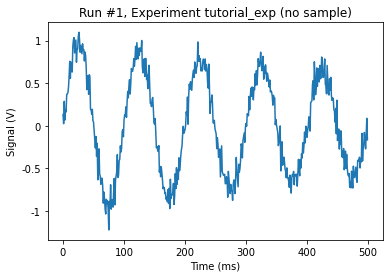 Run #1, Experiment tutorial_exp (no sample)
1
0.5
0
-0.5
-1
Signal (V)
0 100 200 300 400 500
Time (ms)